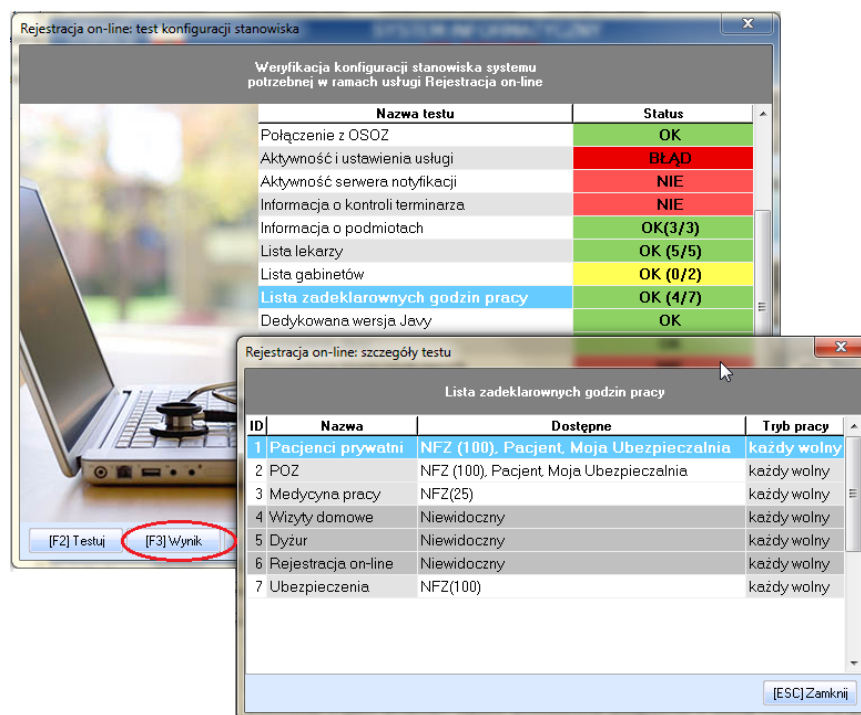 Rejestracja on-line: test konfiguracji stanowiska
Weryfikacja konfiguracji stanowiska systemu
potrzebnej w ramach usługi Rejestracja on-line
Nazwa testu Status
Połączenie z OSOZ OK
Aktywność i ustawienia usługi BŁĄD
Aktywność serwera notyfikacji NIE
Informacja o kontroli terminarza NIE
Informacja o podmiotach OK(3/3)
Lista lekarzy OK (5/5)
Lista gabinetów OK (0/2)
Lista zadeklarownych godzin pracy OK (4/7)
Dedykowana wersja Javy OK
[F2] Testuj [F3] Wynik
Rejestracja on-line: szczegóły testu
Lista zadeklarownych godzin pracy
ID Nazwa Dostępne Tryb pracy
1 Pacjenci prywatni NFZ (100), Pacjent, Moja Ubezpieczalnia każdy wolny
2 POZ NFZ (100), Pacjent, Moja Ubezpieczalnia każdy wolny
3 Medycyna pracy NFZ(25) każdy wolny
4 Wizyty domowe Niewidoczny każdy wolny
5 Dyżur Niewidoczny każdy wolny
6 Rejestracja on-line Niewidoczny każdy wolny
7 Ubezpieczenia NFZ(100) każdy wolny
[ESC] Zamknij